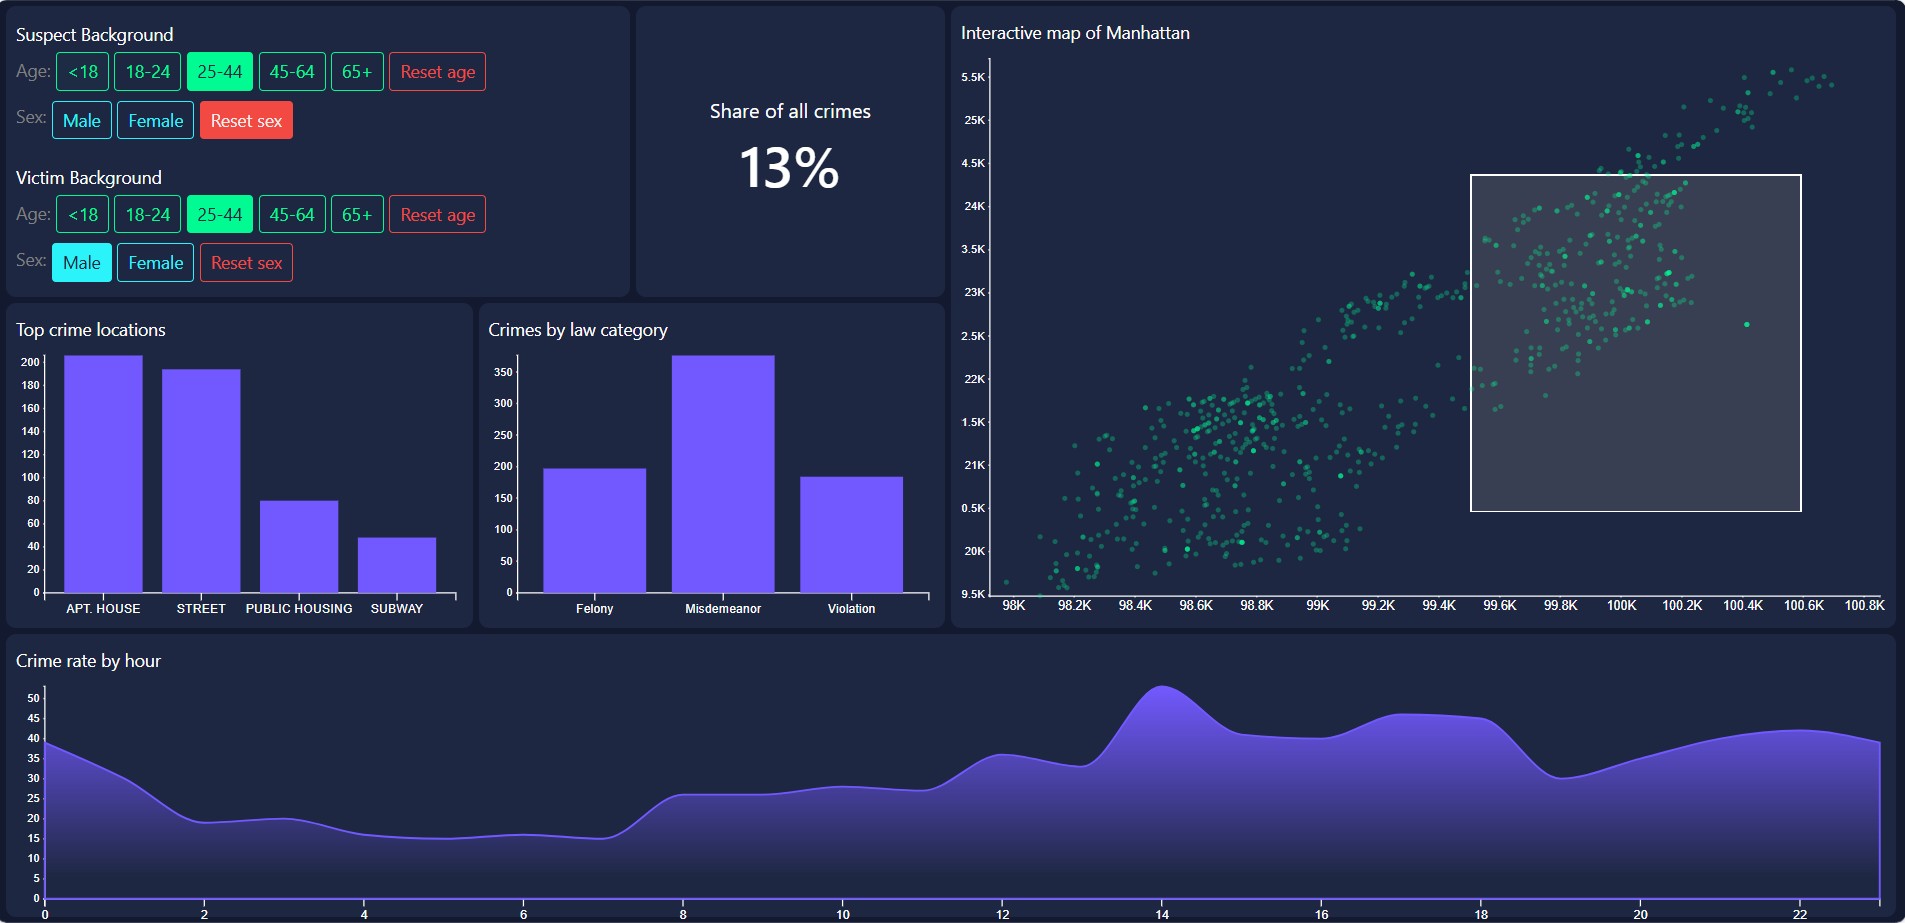 Suspect Background
Age: <18 18-24 25-44 45-64 65+ Reset age
Sex: Male Female Reset sex
Victim Background
Age: <18 18-24 25-44 45-64 65+ Reset age
Sex: Male Female Reset sex
Share of all crimes
13%
Interactive map of Manhattan
5.5K
25K
4.5K
24K
3.5K
23K
2.5K
22K
1.5K
21K
0.5K
20K
9.5K
98K 98.2K 98.4K 98.6K 98.8K 99K 99.2K 99.4K 99.6K 99.8K 100K 100.2K 100.4K 100.6K 100.8K
Top crime locations
200
180
160
140
120
100
80
60
40
20
0
APT. HOUSE STREET PUBLIC HOUSING SUBWAY
Crimes by law category
350
300
250
200
150
100
50
0
Felony Misdemeanor Violation
Crime rate by hour
50
45
40
35
30
25
20
15
10
5
0
0 2 4 6 8 10 12 14 16 18 20 22